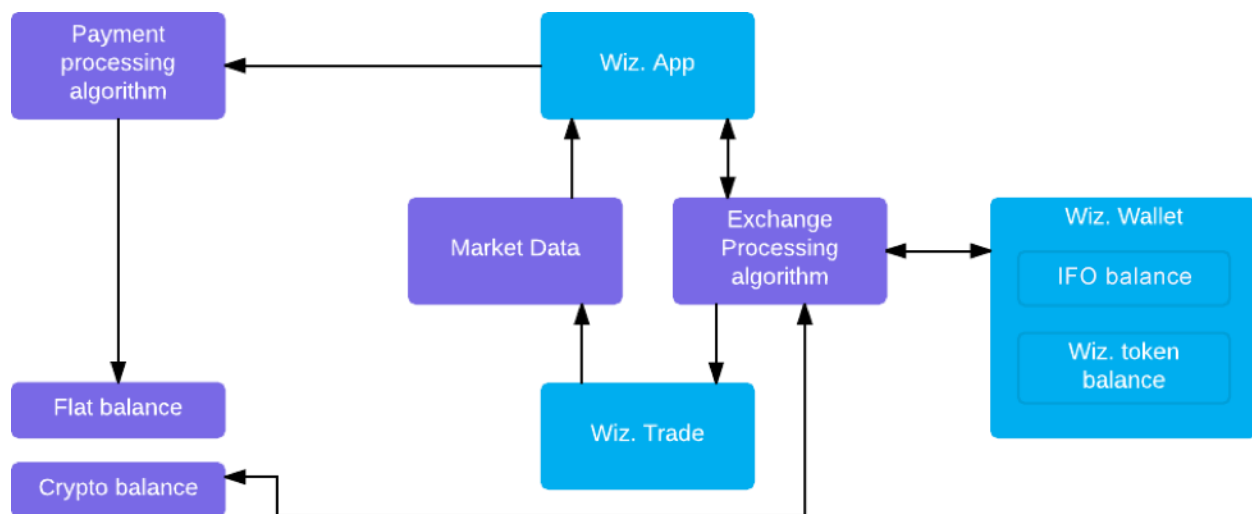 Payment
processing
algorithm
Wiz. App
Market Data
Exchange
Processing
algorithm
Wiz. Wallet
IFO balance
Wiz. token
balance
Flat balance
Wiz. Trade
Crypto balance